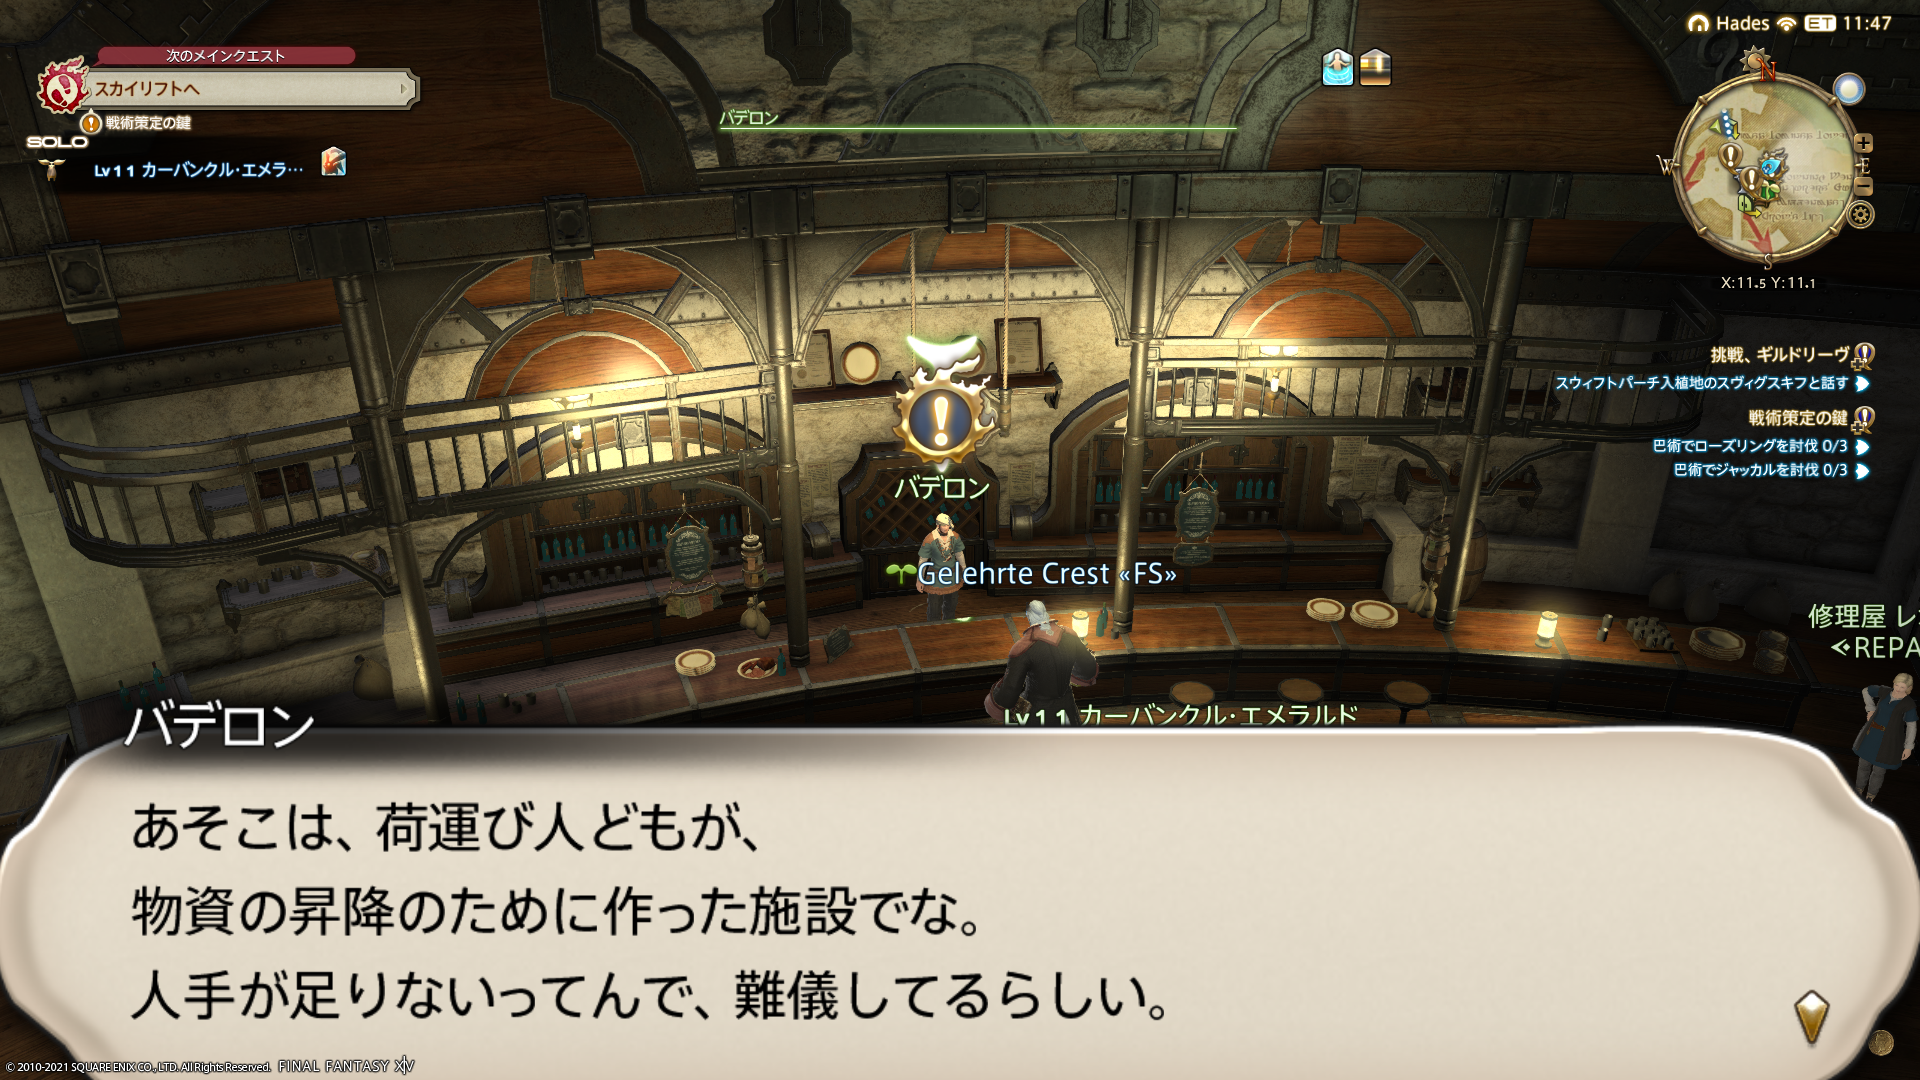 次のメインクエスト
スカイリフトへ
戦術策定の鍵
SOLO
Lv11 カーバンクル・エメラ…
バデロン
Hades ET 11:47
N
W
E
S
X:11.5 Y:11.1
挑戦、ギルドリーヴ
スウィフトパーチ入植地のスヴィグスキフと話す
戦術策定の鍵
巴術でローズリングを討伐 0/3
巴術でジャッカルを討伐 0/3
バデロン
Gelehrte Crest «FS»
修理屋 レ
REPA
Lv11 カーバンクル・エメラルド
バデロン
あそこは、荷運び人どもが、
物資の昇降のために作った施設でな。
人手が足りないってんで、難儀してるらしい。
© 2010-2021 SQUARE ENIX CO., LTD. All Rights Reserved. FINAL FANTASY XIV